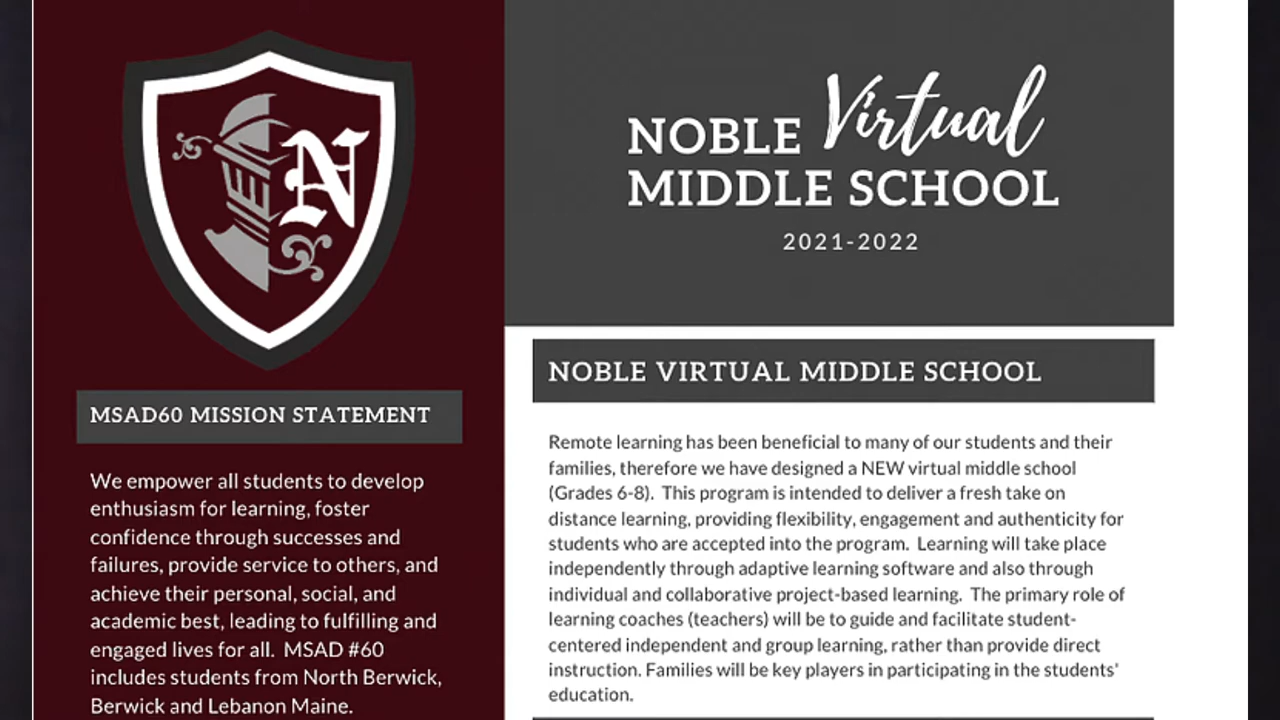 N
MSAD60 MISSION STATEMENT
We empower all students to develop
enthusiasm for learning, foster
confidence through successes and
failures, provide service to others, and
achieve their personal, social, and
academic best, leading to fulfilling and
engaged lives for all.  MSAD #60
includes students from North Berwick,
Berwick and Lebanon Maine.
NOBLE Virtual
MIDDLE SCHOOL
2021-2022
NOBLE VIRTUAL MIDDLE SCHOOL
Remote learning has been beneficial to many of our students and their
families, therefore we have designed a NEW virtual middle school
(Grades 6-8).  This program is intended to deliver a fresh take on
distance learning, providing flexibility, engagement and authenticity for
students who are accepted into the program.  Learning will take place
independently through adaptive learning software and also through
individual and collaborative project-based learning.  The primary role of
learning coaches (teachers) will be to guide and facilitate student-
centered independent and group learning, rather than provide direct
instruction. Families will be key players in participating in the students'
education.